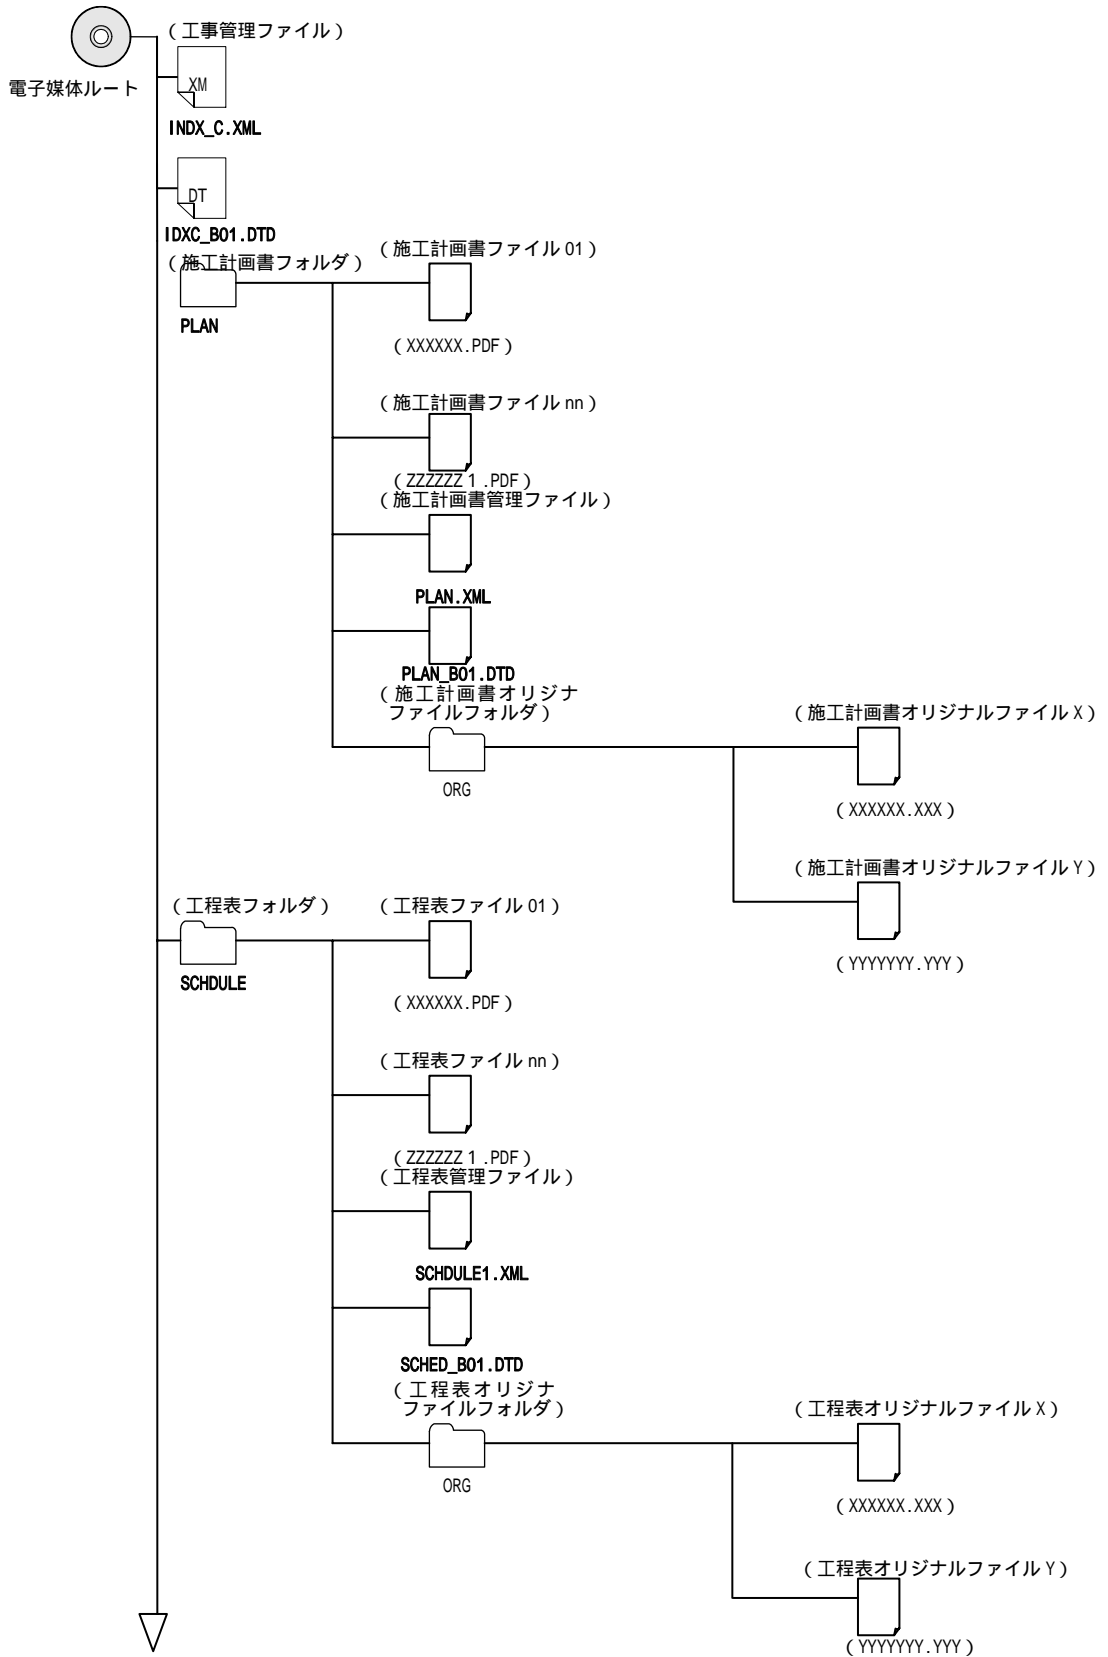 （工事管理ファイル）
電子媒体ルート
XM
INDX_C.XML
DT
IDXC_B01.DTD
（施工計画書フォルダ）
PLAN
（施工計画書ファイル01）
（XXXXXX.PDF）
（施工計画書ファイルnn）
（ZZZZZZ１.PDF）
（施工計画書管理ファイル）
PLAN.XML
PLAN_B01.DTD
（施工計画書オリジナ
ファイルフォルダ）
ORG
（施工計画書オリジナルファイルX）
（XXXXXX.XXX）
（施工計画書オリジナルファイルY）
（YYYYYYY.YYY）
（工程表フォルダ）
SCHDULE
（工程表ファイル01）
（XXXXXX.PDF）
（工程表ファイルnn）
（ZZZZZZ１.PDF）
（工程表管理ファイル）
SCHDULE1.XML
SCHED_B01.DTD
（工程表オリジナ
ファイルフォルダ）
ORG
（工程表オリジナルファイルX）
（XXXXXX.XXX）
（工程表オリジナルファイルY）
（YYYYYYY.YYY）